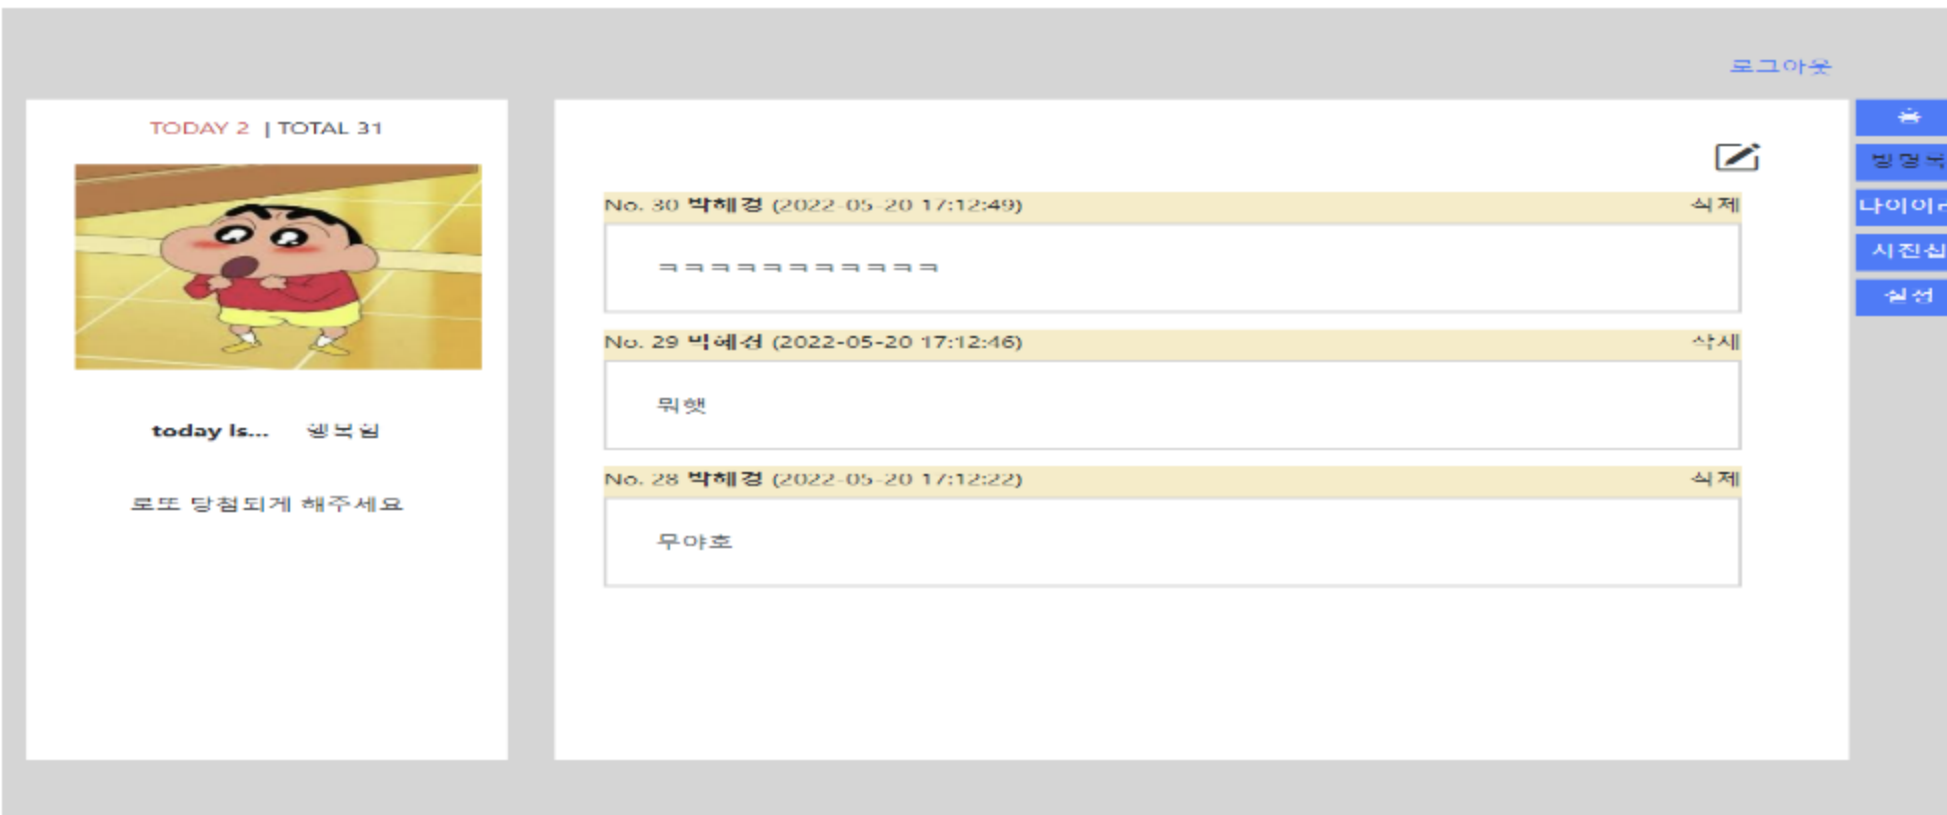 로그아웃
TODAY 2 | TOTAL 31
today is... 행복함
로또 당첨되게 해주세요
No. 30 박혜경 (2022-05-20 17:12:49) 삭제
ㅋㅋㅋㅋㅋㅋㅋㅋㅋㅋㅋ
No. 29 박혜경 (2022-05-20 17:12:46) 삭제
뭐햇
No. 28 박혜경 (2022-05-20 17:12:22) 삭제
무야호
홈
방명록
다이어리
사진첩
설정